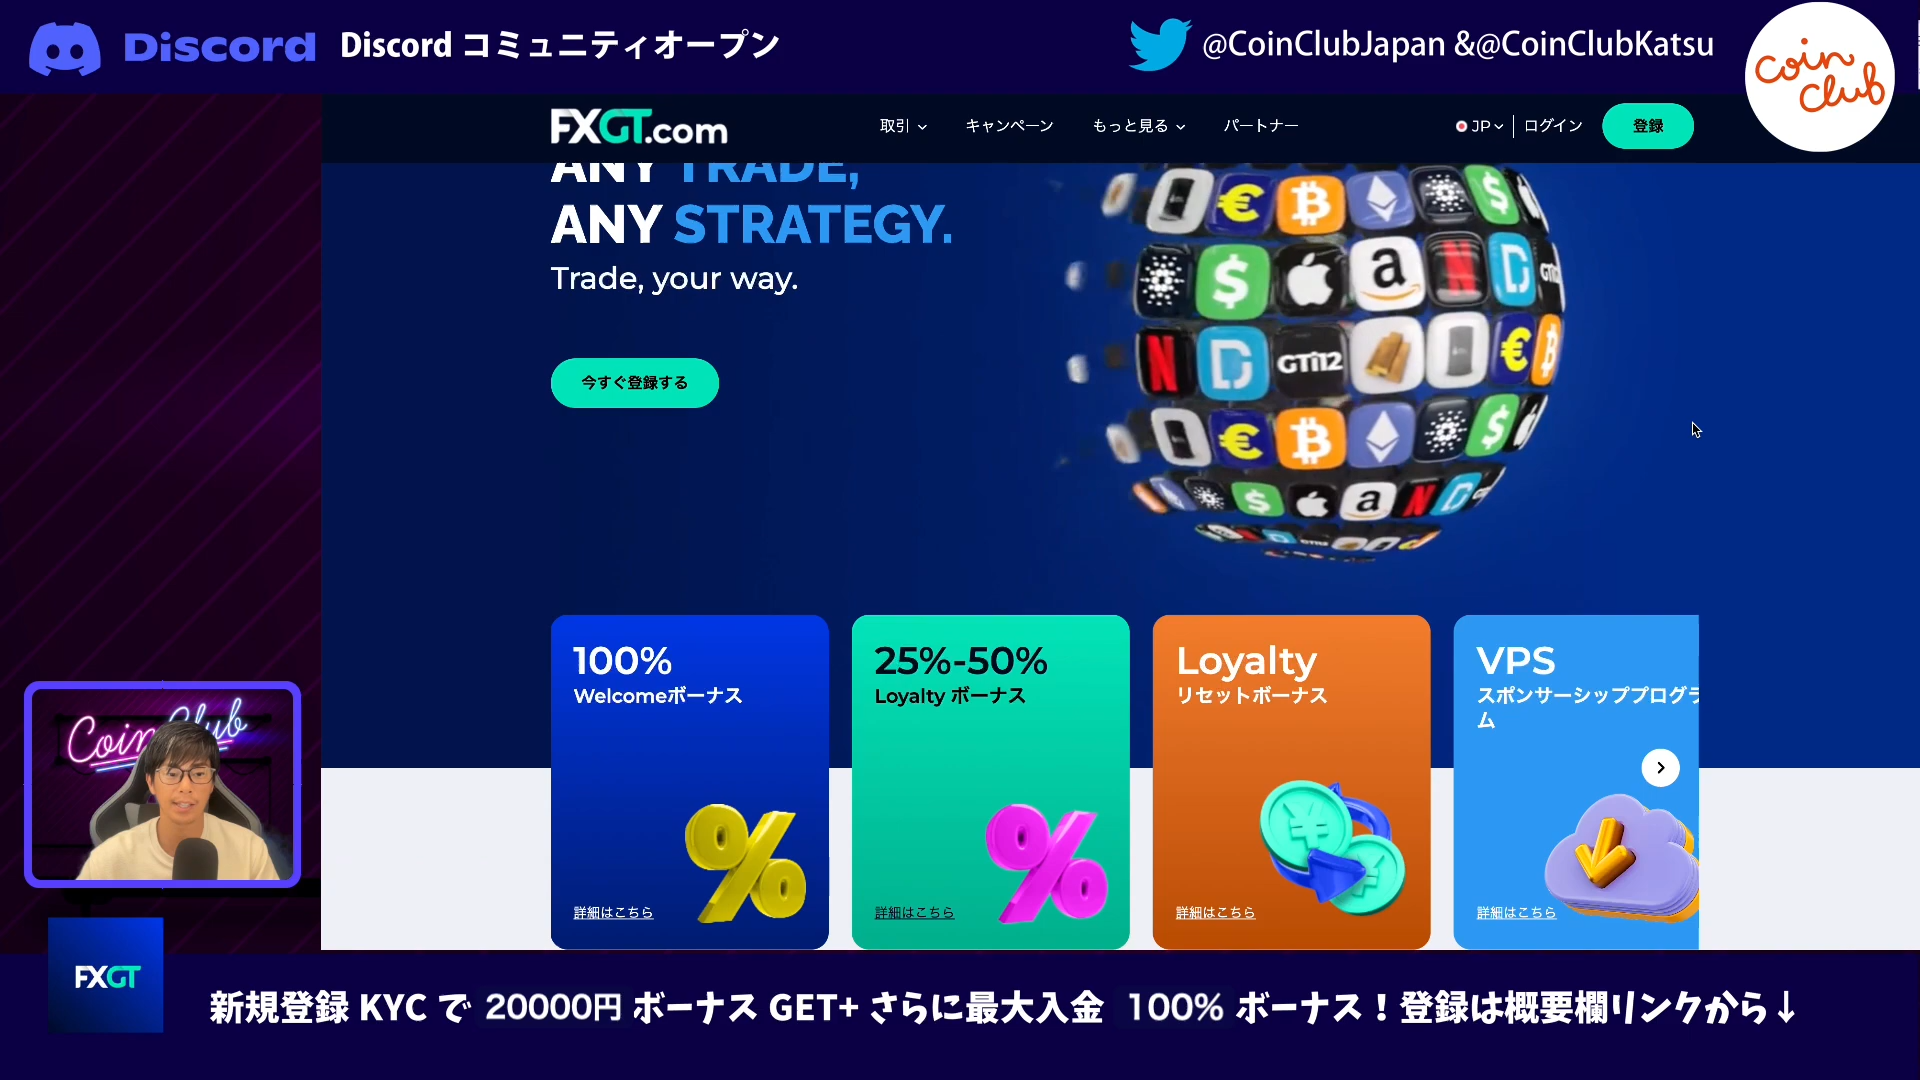 Discord
Discord コミュニティオープン
@CoinClubJapan &@CoinClubKatsu
coin club
FXGT.com
取引
キャンペーン
もっと見る
パートナー
JP
ログイン
登録
ANY TRADE,
ANY STRATEGY.
Trade, your way.
今すぐ登録する
GTi12
100%
Welcomeボーナス
詳細はこちら
25%-50%
Loyalty ボーナス
詳細はこちら
Loyalty
リセットボーナス
詳細はこちら
VPS
スポンサーシッププログラ
ム
詳細はこちら
Coin Club
FXGT
新規登録 KYC で 20000円 ボーナス GET+ さらに最大入金 100% ボーナス！登録は概要欄リンクから↓